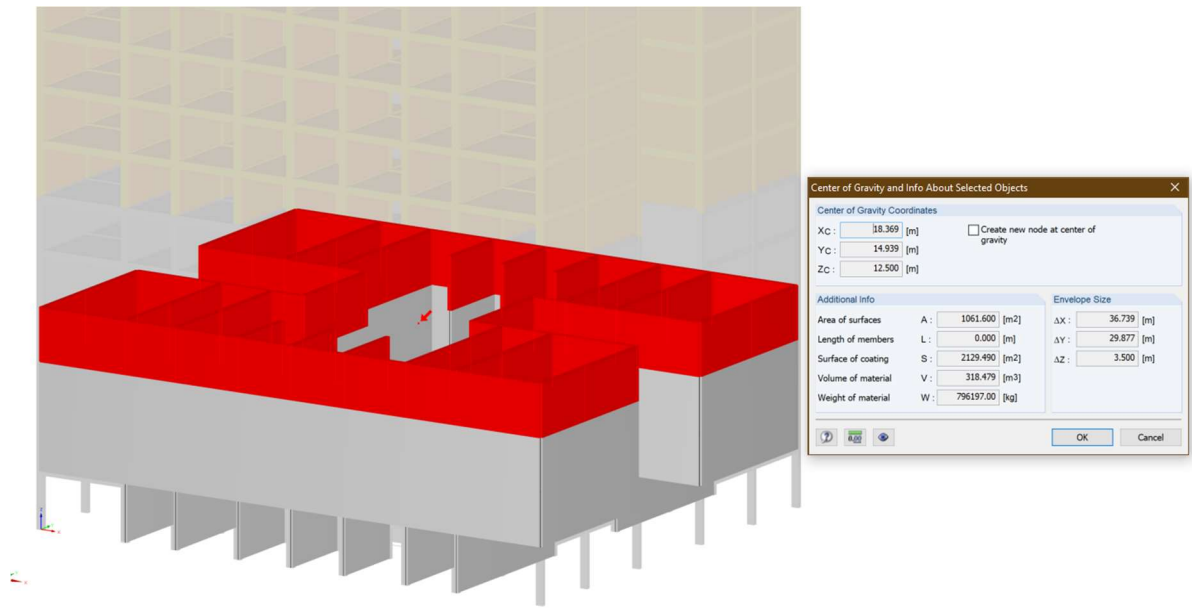 Center of Gravity and Info About Selected Objects
Center of Gravity Coordinates
XC : 18.369 [m]
Create new node at center of
gravity
YC : 14.939 [m]
ZC : 12.500 [m]
Additional Info
Area of surfaces A : 1061.600 [m2]
Length of members L : 0.000 [m]
Surface of coating S : 2129.490 [m2]
Volume of material V : 318.479 [m3]
Weight of material W : 796197.00 [kg]
Envelope Size
ΔX : 36.739 [m]
ΔY : 29.877 [m]
ΔZ : 3.500 [m]
0,00
OK
Cancel